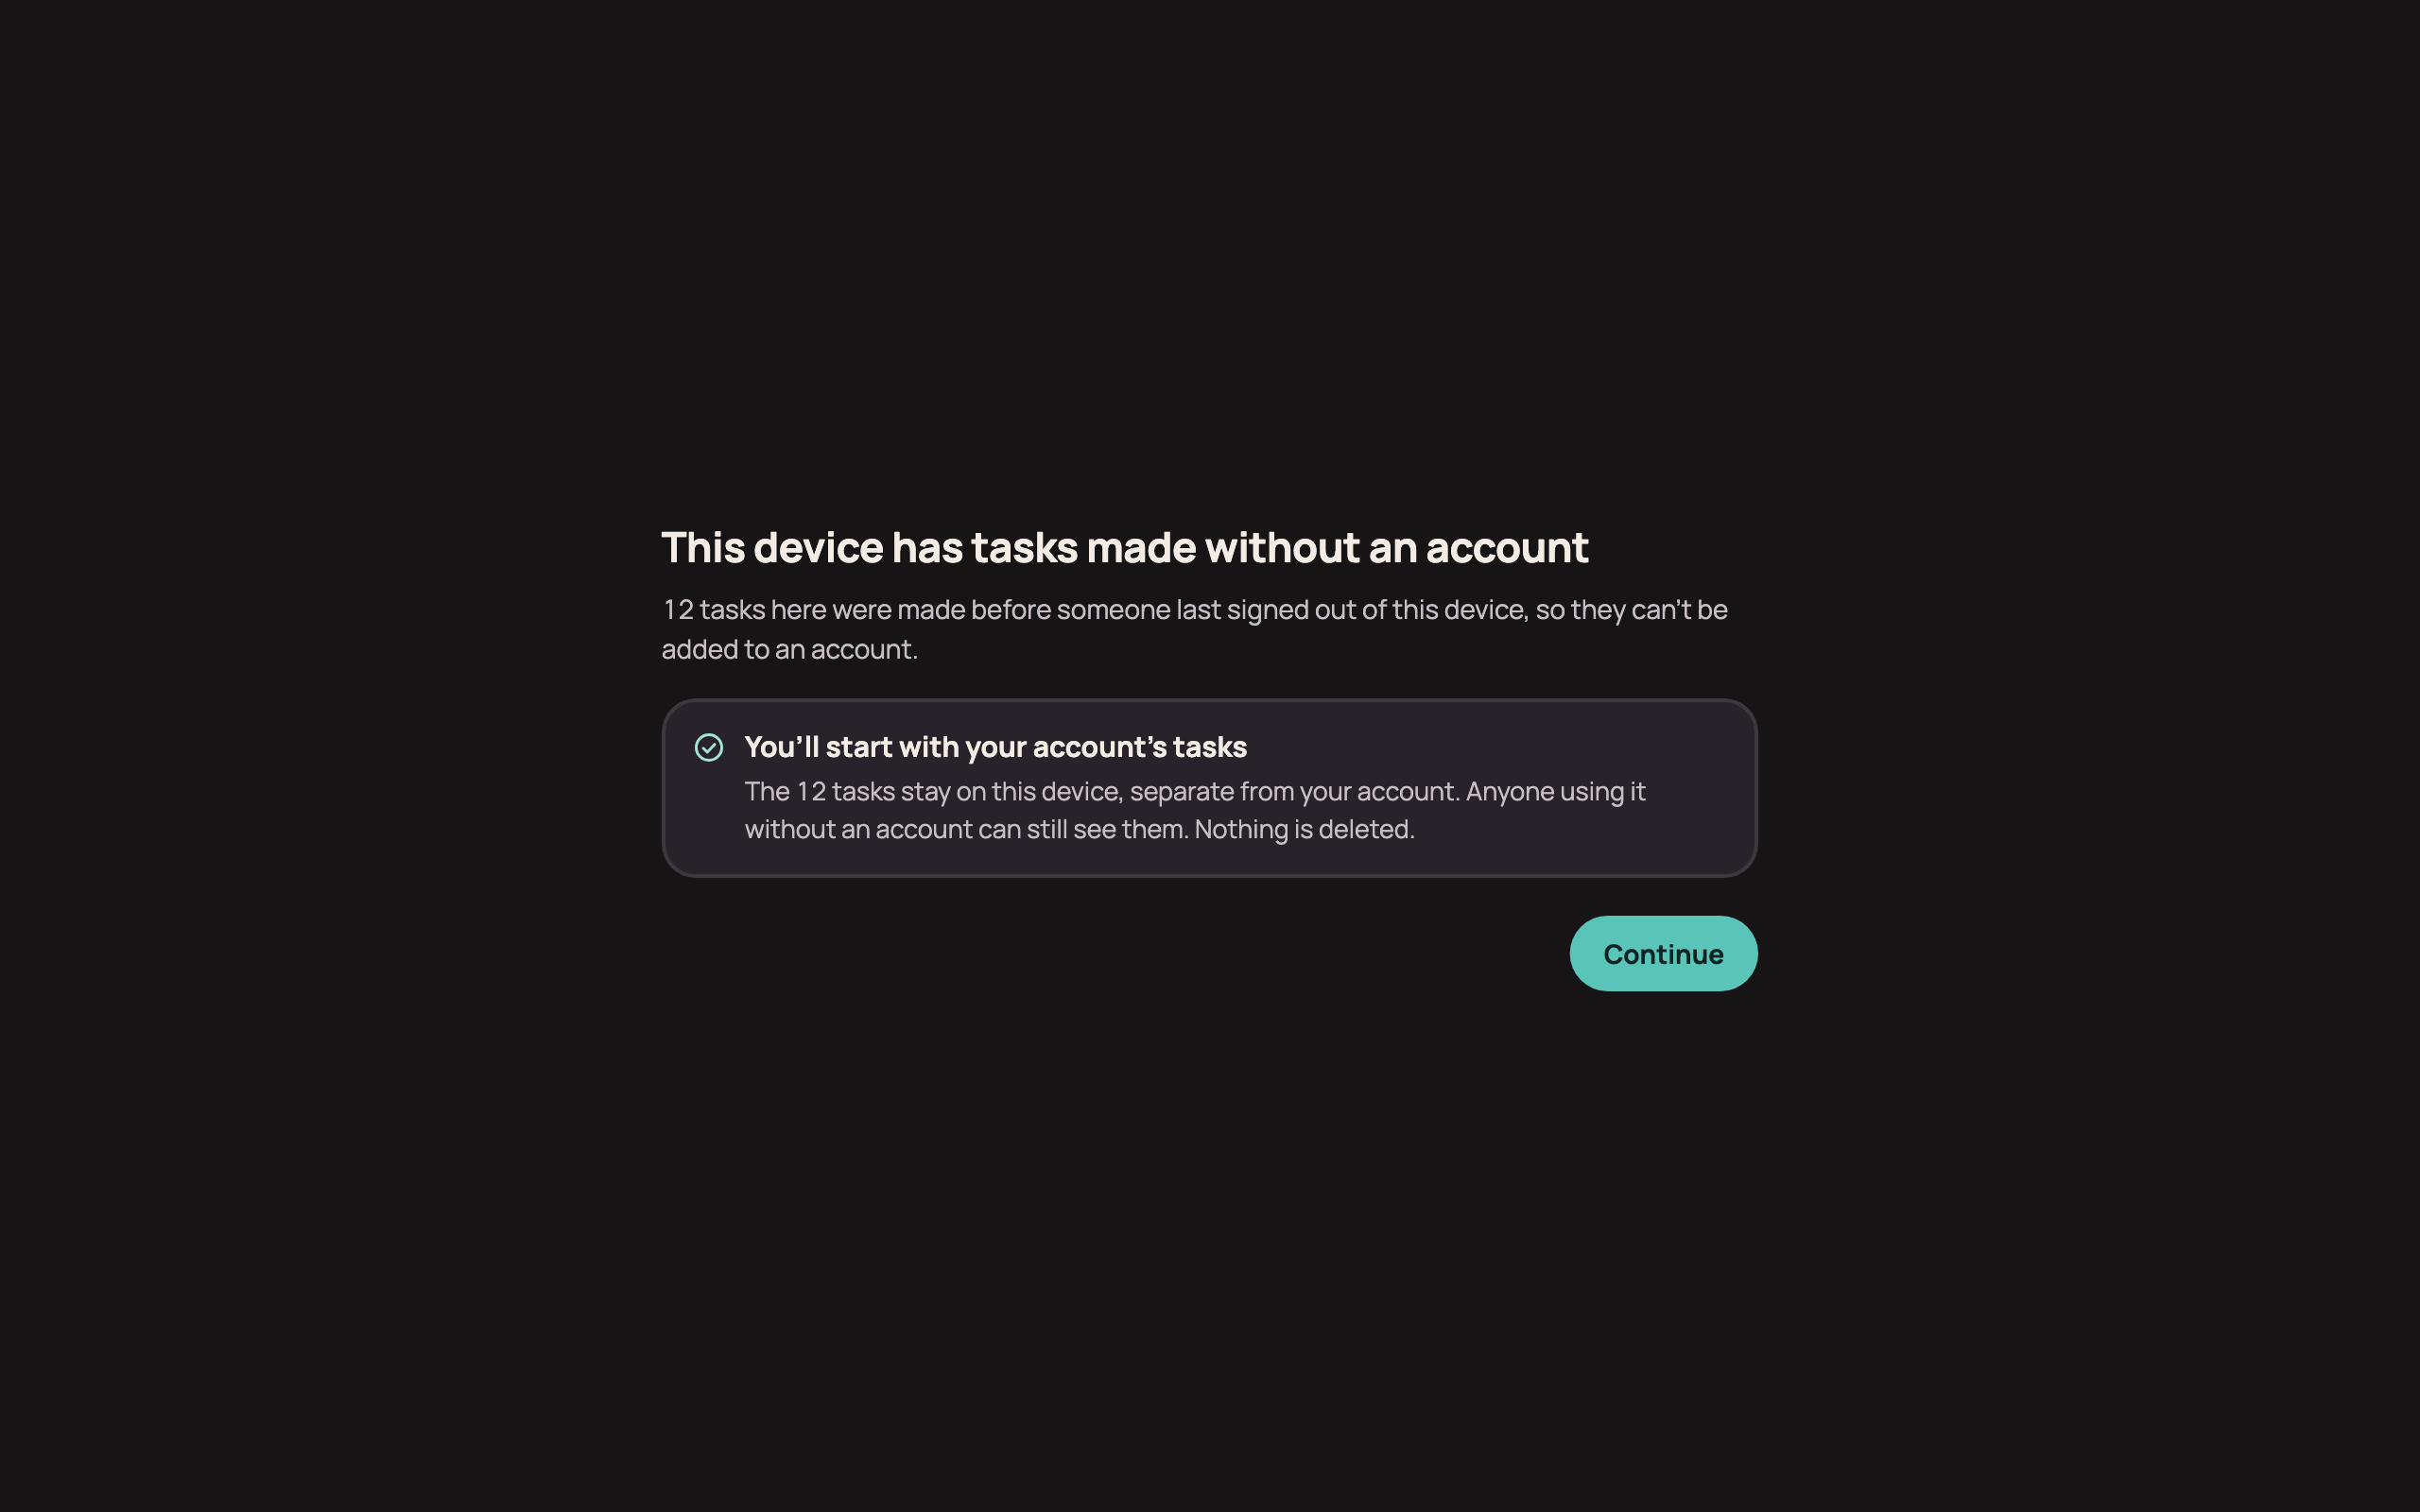 This device has tasks made without an account
12 tasks here were made before someone last signed out of this device, so they can’t be
added to an account.
You’ll start with your account’s tasks
The 12 tasks stay on this device, separate from your account. Anyone using it
without an account can still see them. Nothing is deleted.
Continue